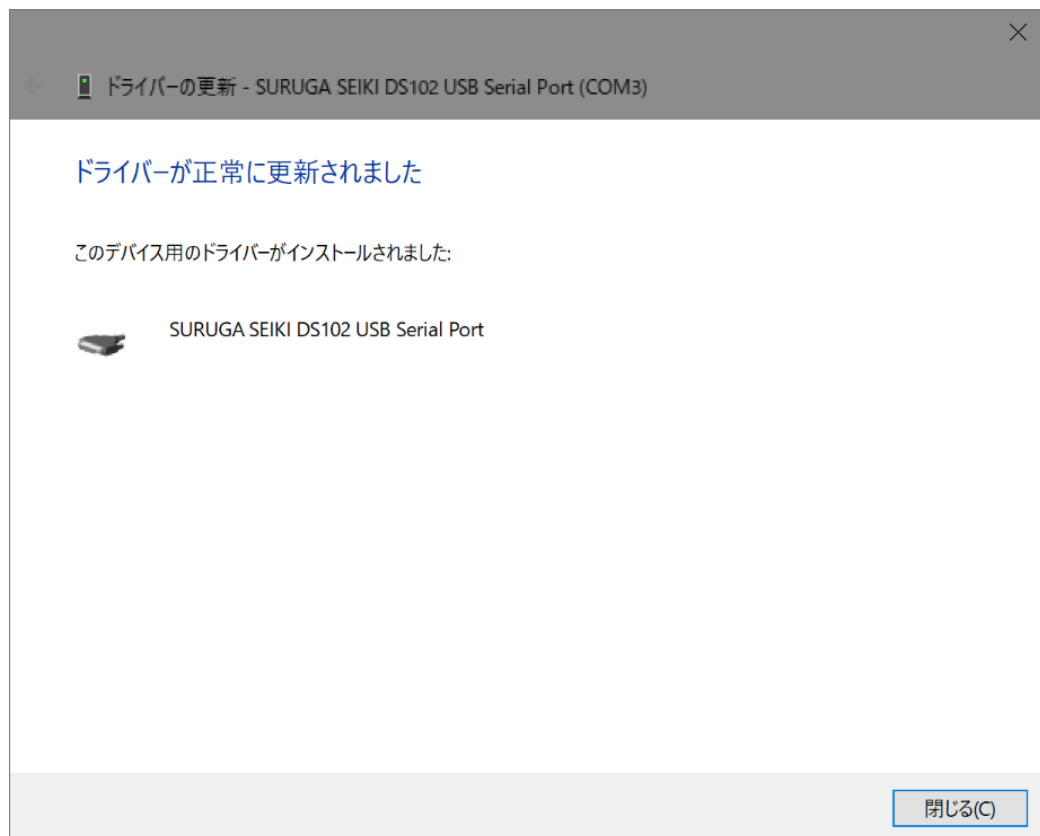 ドライバーの更新 - SURUGA SEIKI DS102 USB Serial Port (COM3)
ドライバーが正常に更新されました
このデバイス用のドライバーがインストールされました:
SURUGA SEIKI DS102 USB Serial Port
閉じる(C)